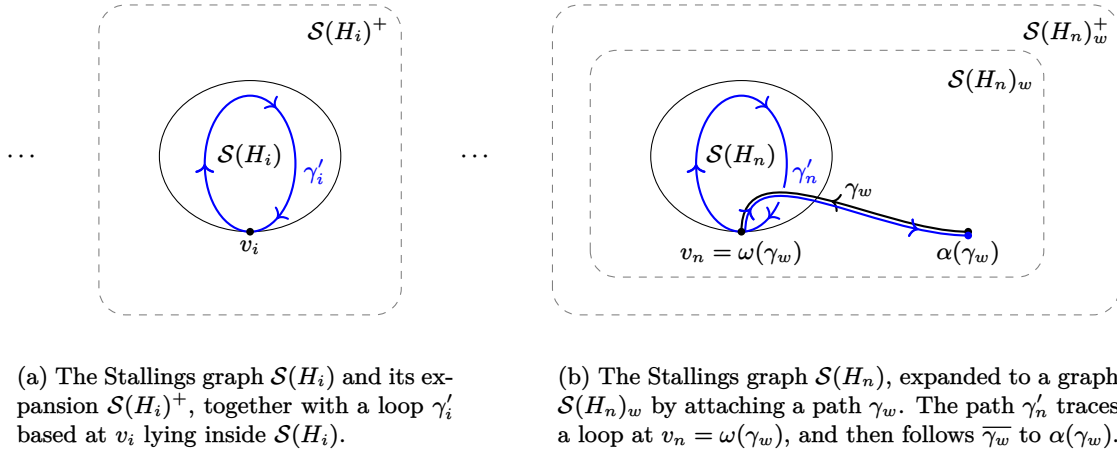 S(H_i)^+
S(H_i)
γ'_i
v_i
⋯
⋯
S(H_n)^+_w
S(H_n)_w
S(H_n)
γ'_n
γ_w
v_n = ω(γ_w)
α(γ_w)
(a) The Stallings graph S(H_i) and its ex-
pansion S(H_i)^+, together with a loop γ'_i
based at v_i lying inside S(H_i).
(b) The Stallings graph S(H_n), expanded to a graph
S(H_n)_w by attaching a path γ_w. The path γ'_n traces
a loop at v_n = ω(γ_w), and then follows \overline{γ_w} to α(γ_w).